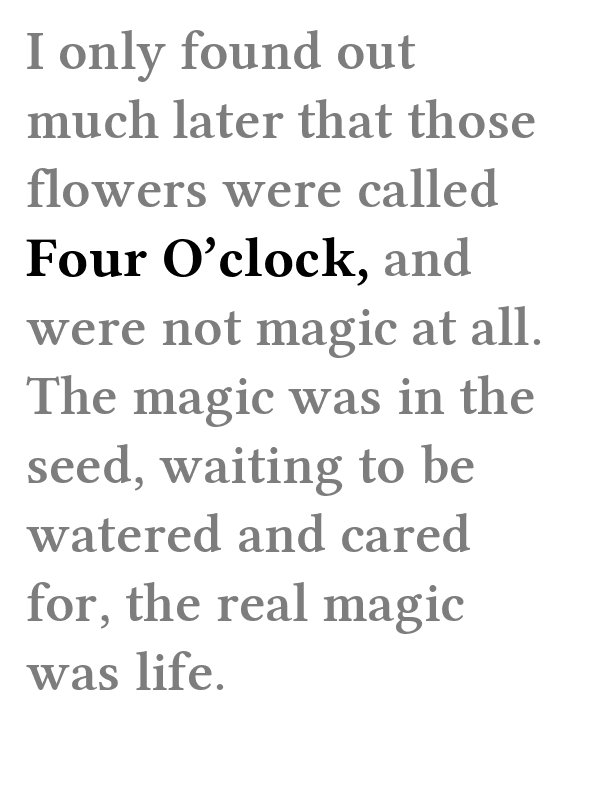 I only found out
much later that those
flowers were called
Four O’clock, and
were not magic at all.
The magic was in the
seed, waiting to be
watered and cared
for, the real magic
was life.